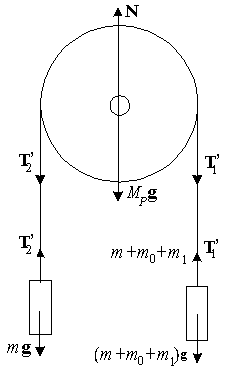 N
M_P g
T₂' T₁'
T₂' m+m₀+m₁ T₁'
m g (m+m₀+m₁)g